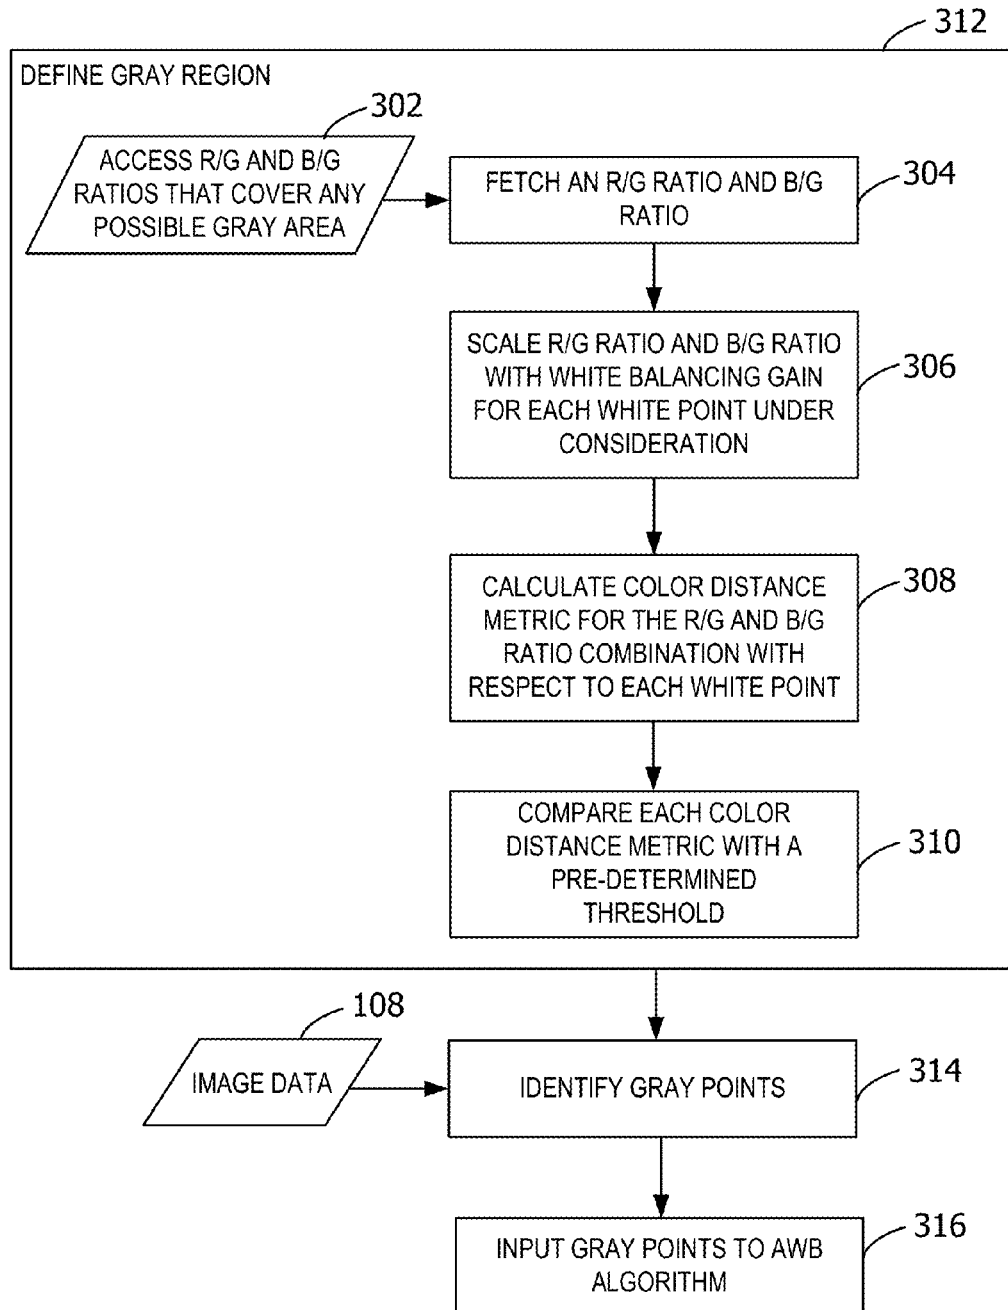 312
DEFINE GRAY REGION
302
ACCESS R/G AND B/G
RATIOS THAT COVER ANY
POSSIBLE GRAY AREA
FETCH AN R/G RATIO AND B/G
RATIO
304
SCALE R/G RATIO AND B/G RATIO
WITH WHITE BALANCING GAIN
FOR EACH WHITE POINT UNDER
CONSIDERATION
306
CALCULATE COLOR DISTANCE
METRIC FOR THE R/G AND B/G
RATIO COMBINATION WITH
RESPECT TO EACH WHITE POINT
308
COMPARE EACH COLOR
DISTANCE METRIC WITH A
PRE-DETERMINED
THRESHOLD
310
108
IMAGE DATA
IDENTIFY GRAY POINTS
314
INPUT GRAY POINTS TO AWB
ALGORITHM
316